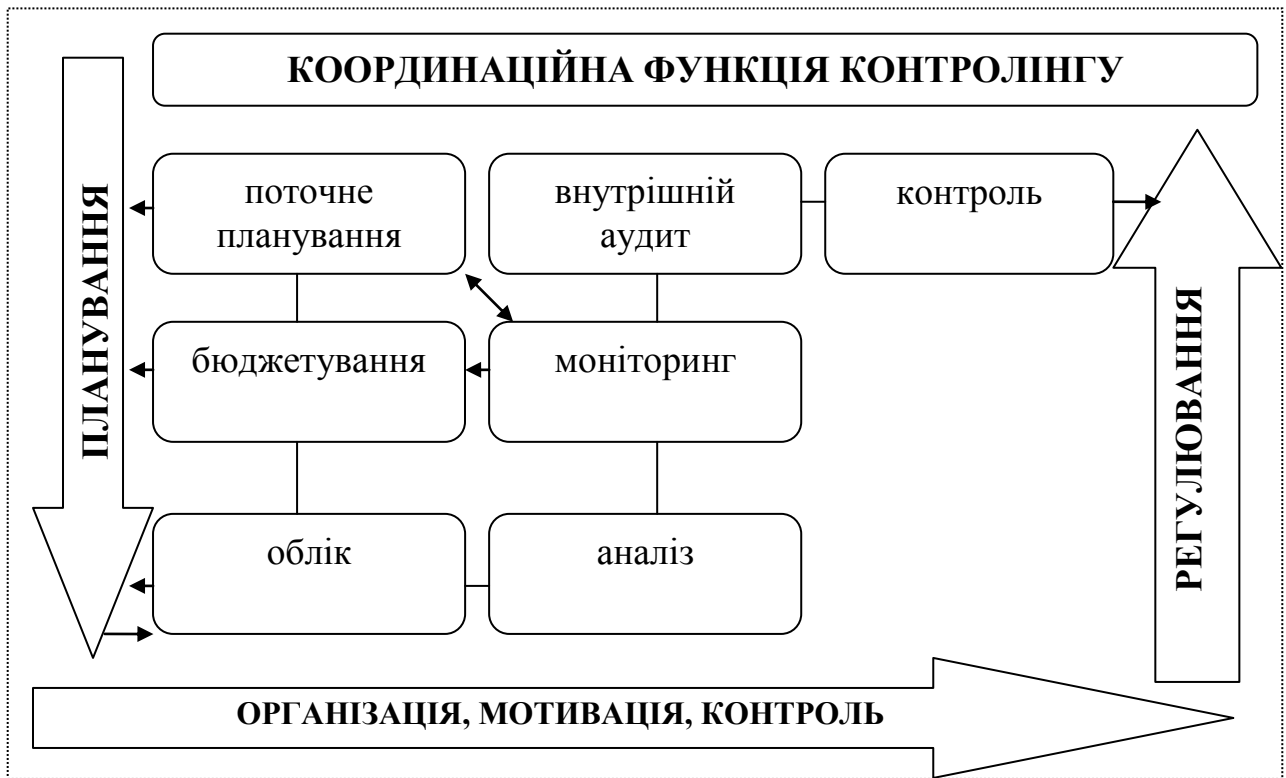 КООРДИНАЦІЙНА ФУНКЦІЯ КОНТРОЛІНГУ
ПЛАНУВАННЯ
поточне
планування
внутрішній
аудит
контроль
бюджетування
моніторинг
облік
аналіз
РЕГУЛЮВАННЯ
ОРГАНІЗАЦІЯ, МОТИВАЦІЯ, КОНТРОЛЬ